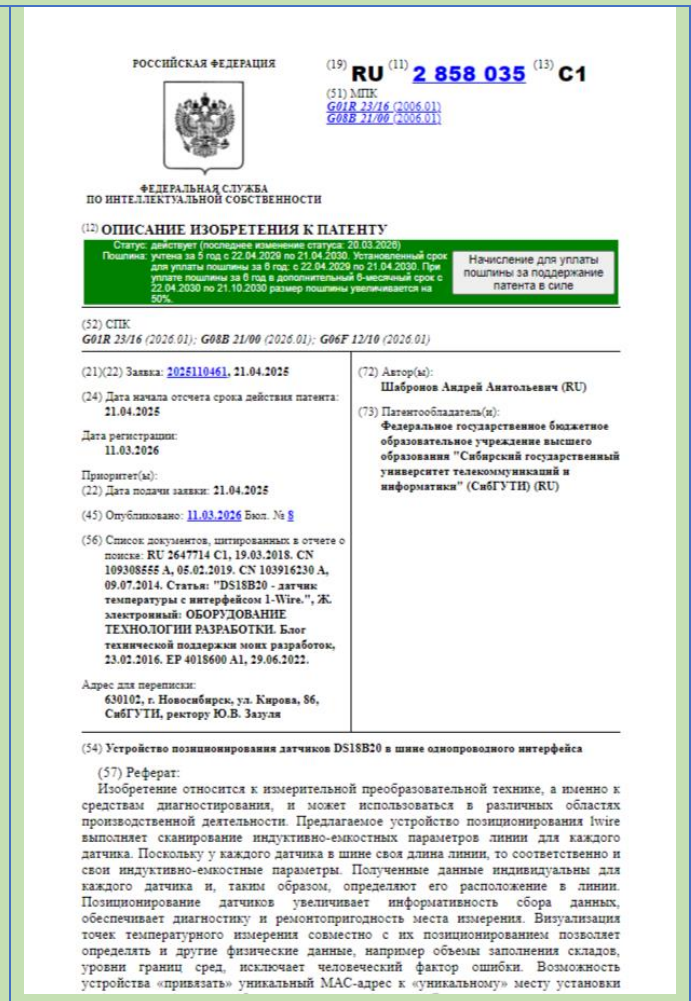 РОССИЙСКАЯ ФЕДЕРАЦИЯ
ФЕДЕРАЛЬНАЯ СЛУЖБА
ПО ИНТЕЛЛЕКТУАЛЬНОЙ СОБСТВЕННОСТИ
(19) RU (11) 2 858 035 (13) C1
(51) МПК
G01R 23/16 (2006.01)
G08B 21/00 (2006.01)
(12) ОПИСАНИЕ ИЗОБРЕТЕНИЯ К ПАТЕНТУ
Статус: действует (последнее изменение статуса: 20.03.2026)
Пошлина: учтена за 5 год с 22.04.2029 по 21.04.2030. Установленный срок
для уплаты пошлины за 6 год: с 22.04.2029 по 21.04.2030. При
уплате пошлины за 6 год в дополнительный 6-месячный срок с
22.04.2030 по 21.10.2030 размер пошлины увеличивается на
50%.
Начисление для уплаты
пошлины за поддержание
патента в силе
(52) СПК
G01R 23/16 (2026.01); G08B 21/00 (2026.01); G06F 12/10 (2026.01)
(21)(22) Заявка: 2025110461, 21.04.2025
(24) Дата начала отсчета срока действия патента:
21.04.2025
Дата регистрации:
11.03.2026
Приоритет(ы):
(22) Дата подачи заявки: 21.04.2025
(45) Опубликовано: 11.03.2026 Бюл. № 8
(56) Список документов, цитированных в отчете о
поиске: RU 2647714 C1, 19.03.2018. CN
109308555 A, 05.02.2019. CN 103916230 A,
09.07.2014. Статья: "DS18B20 - датчик
температуры с интерфейсом 1-Wire.", Ж.
электронный: ОБОРУДОВАНИЕ
ТЕХНОЛОГИИ РАЗРАБОТКИ. Блог
технической поддержки моих разработок,
23.02.2016. EP 4018600 A1, 29.06.2022.
Адрес для переписки:
630102, г. Новосибирск, ул. Кирова, 86,
СибГУТИ, ректору Ю.В. Зазуля
(72) Автор(ы):
Шабронов Андрей Анатольевич (RU)
(73) Патентообладатель(и):
Федеральное государственное бюджетное
образовательное учреждение высшего
образования "Сибирский государственный
университет телекоммуникаций и
информатики" (СибГУТИ) (RU)
(54) Устройство позиционирования датчиков DS18B20 в шине однопроводного интерфейса
(57) Реферат:
Изобретение относится к измерительной преобразовательной технике, а именно к
средствам диагностирования, и может использоваться в различных областях
производственной деятельности. Предлагаемое устройство позиционирования 1wire
выполняет сканирование индуктивно-емкостных параметров линии для каждого
датчика. Поскольку у каждого датчика в шине своя длина линии, то соответственно и
свои индуктивно-емкостные параметры. Полученные данные индивидуальны для
каждого датчика и, таким образом, определяют его расположение в линии.
Позиционирование датчиков увеличивает информативность сбора данных,
обеспечивает диагностику и ремонтопригодность места измерения. Визуализация
точек температурного измерения совместно с их позиционированием позволяет
определять и другие физические данные, например объемы заполнения складов,
уровни границ сред, исключает человеческий фактор ошибки. Возможность
устройства «привязать» уникальный MAC-адрес к «уникальному» месту установки